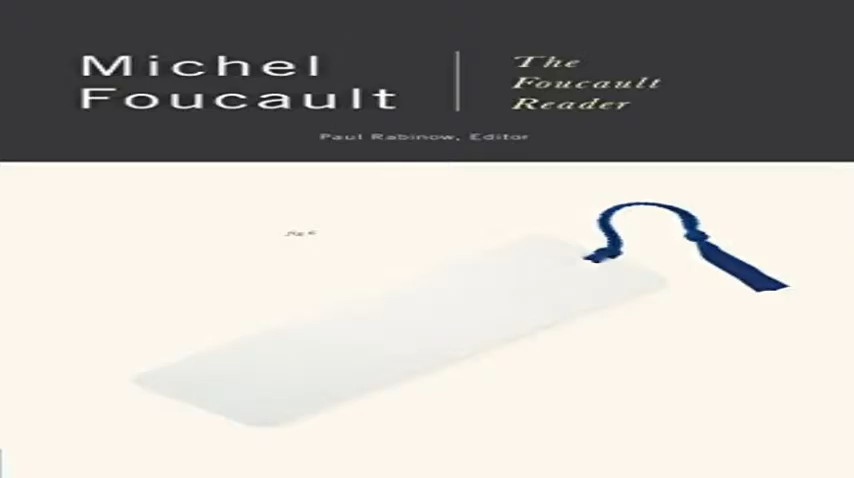 Michel
Foucault
The
Foucault
Reader
Paul Rabinow, Editor